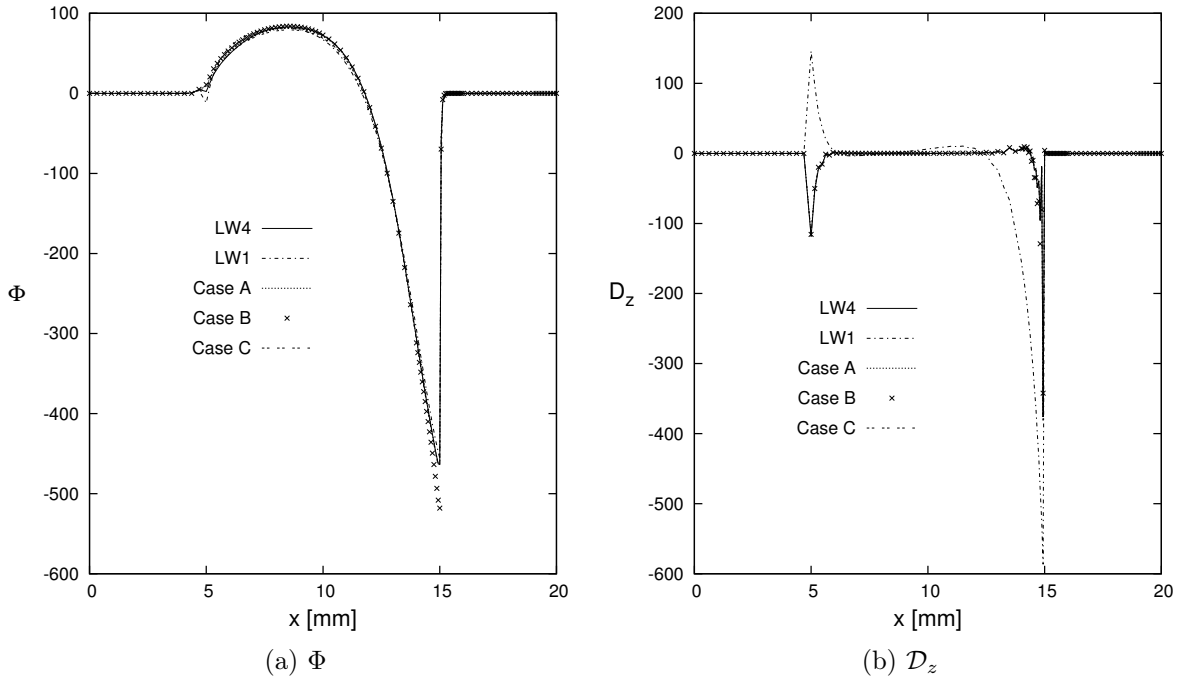 100
0
-100
-200
-300
-400
-500
-600
Φ
LW4
LW1
Case A
Case B
Case C
0 5 10 15 20
x [mm]
(a) Φ
200
100
0
-100
-200
-300
-400
-500
-600
D_z
LW4
LW1
Case A
Case B
Case C
0 5 10 15 20
x [mm]
(b) 𝒟_z